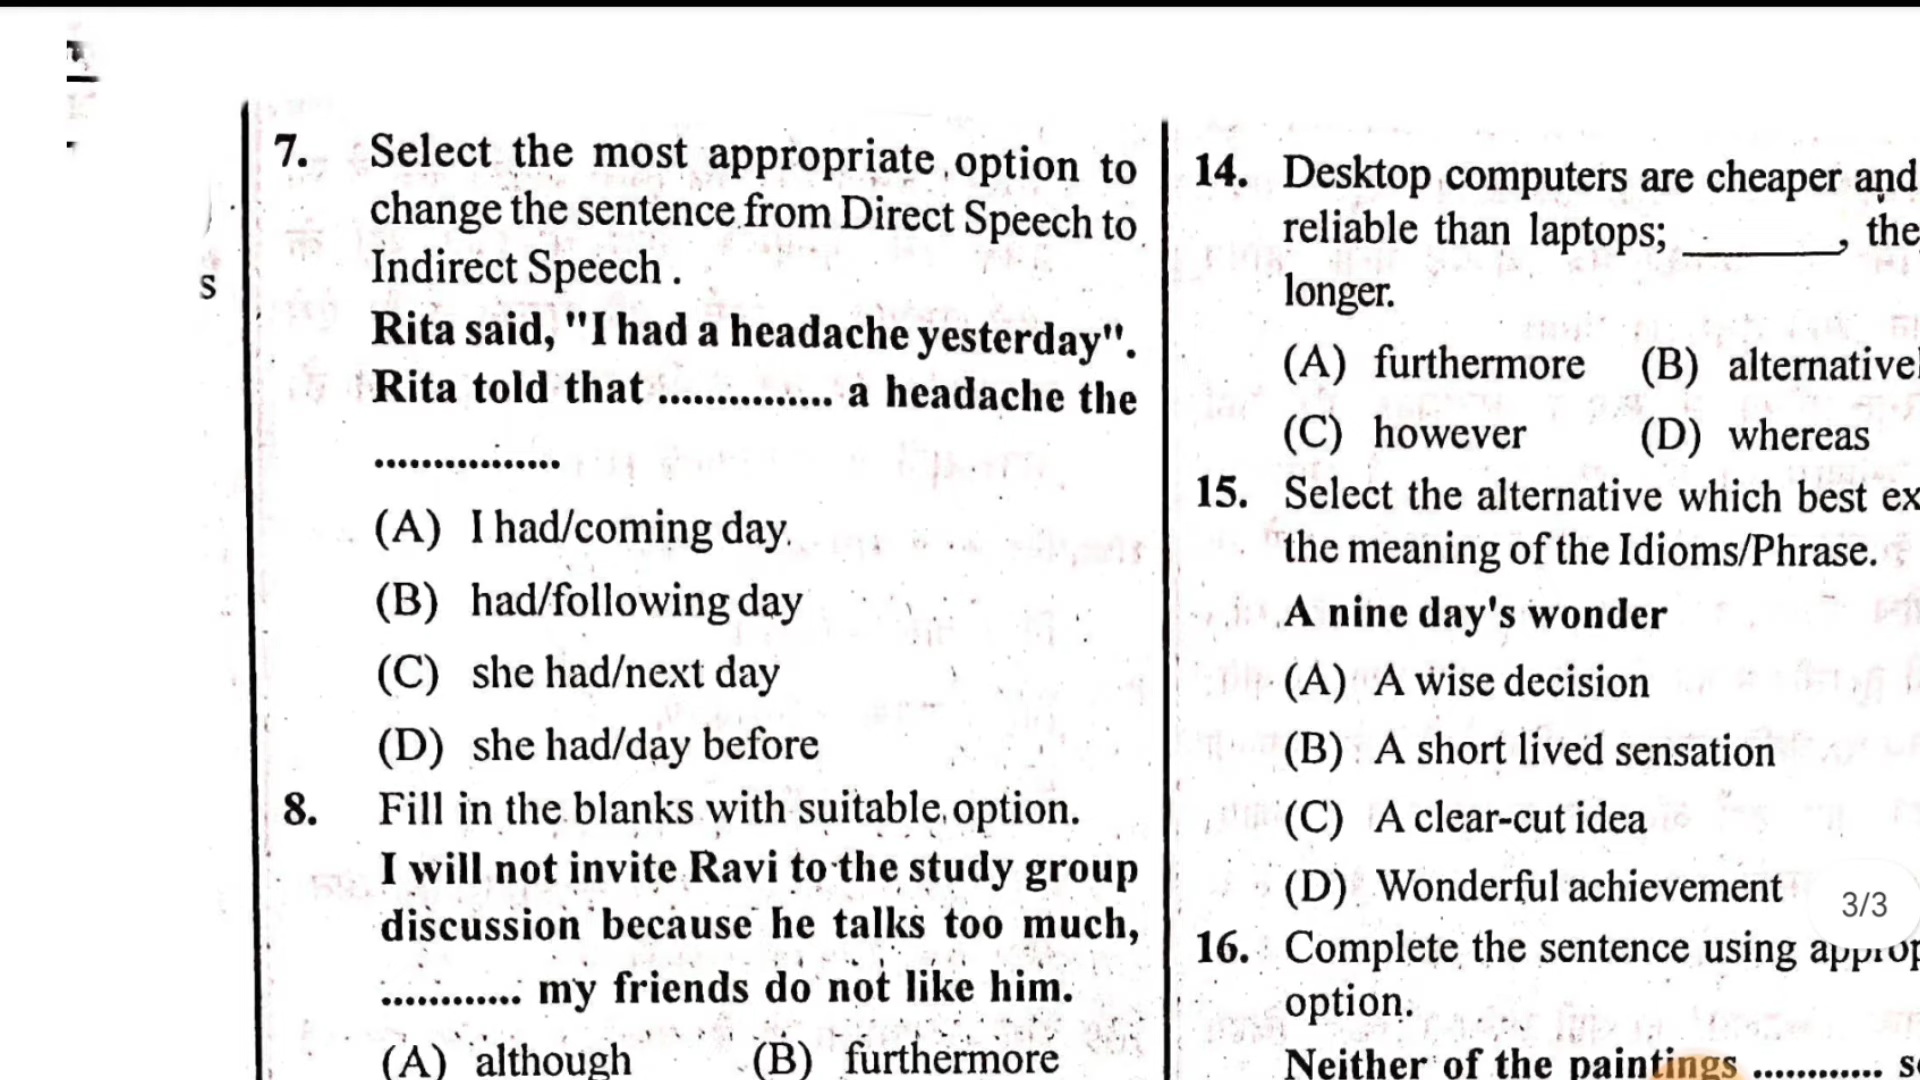 s
7. Select the most appropriate option to
change the sentence from Direct Speech to
Indirect Speech .
Rita said, "I had a headache yesterday".
Rita told that ............... a headache the
................
(A) I had/coming day.
(B) had/following day
(C) she had/next day
(D) she had/day before
8. Fill in the blanks with suitable option.
I will not invite Ravi to the study group
discussion because he talks too much,
............ my friends do not like him.
(A) although (B) furthermore
14. Desktop computers are cheaper and
reliable than laptops; ________, the
longer.
(A) furthermore (B) alternative
(C) however (D) whereas
15. Select the alternative which best ex
the meaning of the Idioms/Phrase.
A nine day's wonder
(A) A wise decision
(B) A short lived sensation
(C) A clear-cut idea
(D) Wonderful achievement
3/3
16. Complete the sentence using approp
option.
Neither of the paintings ............ s